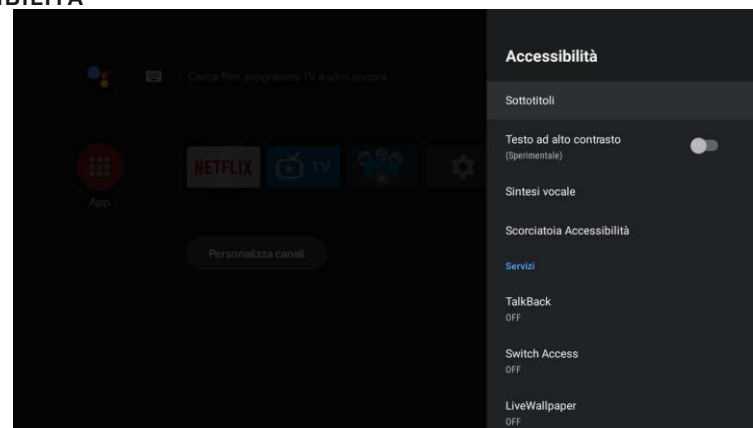 Accessibilità
Cerca film, programmi TV e altro ancora
Sottotitoli
Testo ad alto contrasto
(Sperimentale)
NETFLIX
TV
Sintesi vocale
App
Scorciatoia Accessibilità
Personalizza canali
Servizi
TalkBack
OFF
Switch Access
OFF
LiveWallpaper
OFF